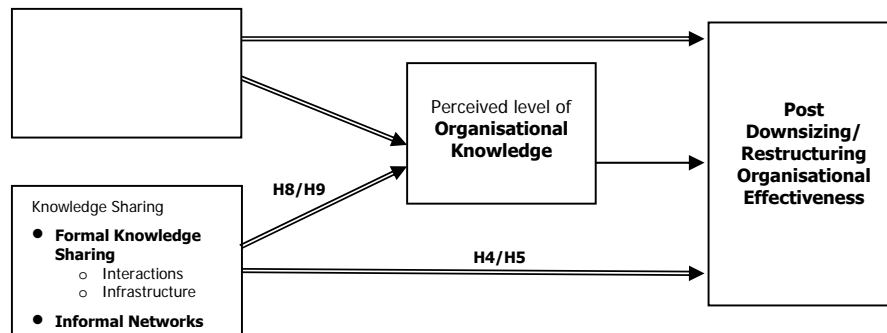 Perceived level of
Organisational
Knowledge
Post
Downsizing/
Restructuring
Organisational
Effectiveness
H8/H9
Knowledge Sharing
● Formal Knowledge
Sharing
o Interactions
o Infrastructure
● Informal Networks
H4/H5